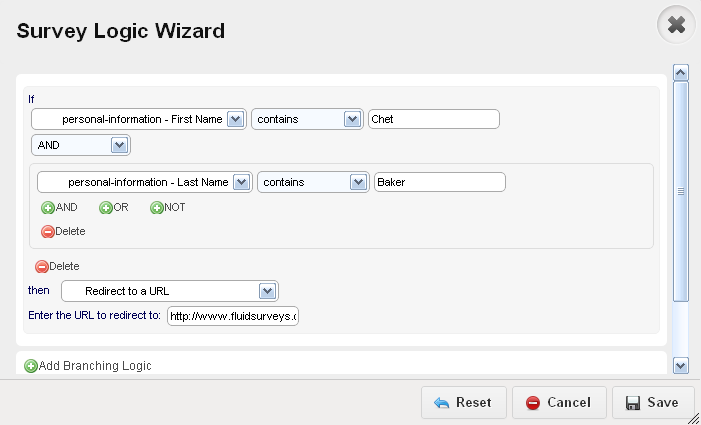 Survey Logic Wizard
If
personal-information - First Name contains Chet
AND
personal-information - Last Name contains Baker
AND OR NOT
Delete
Delete
then Redirect to a URL
Enter the URL to redirect to: http://www.fluidsurveys.
Add Branching Logic
Reset Cancel Save